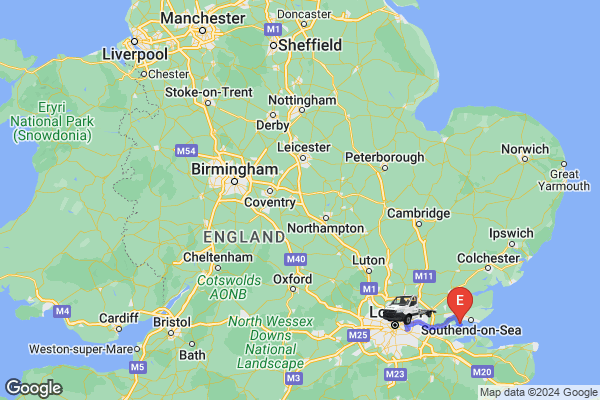 Doncaster
Manchester
M1
Liverpool
Sheffield
Chester
Stoke-on-Trent
Eryri
National Park
(Snowdonia)
Nottingham
Derby
Leicester
Norwich
M54
Peterborough
Birmingham
Great
Yarmouth
Coventry
Cambridge
Northampton
ENGLAND
Ipswich
M40
Cheltenham
Luton
Colchester
M11
Cotswolds
AONB
Oxford
M1
E
M4
Cardiff
Bristol
North Wessex
Downs
National
Landscape
M25
Southend-on-Sea
Weston-super-Mare
Bath
M5
M20
M23
M3
Google
Map data ©2024 Google